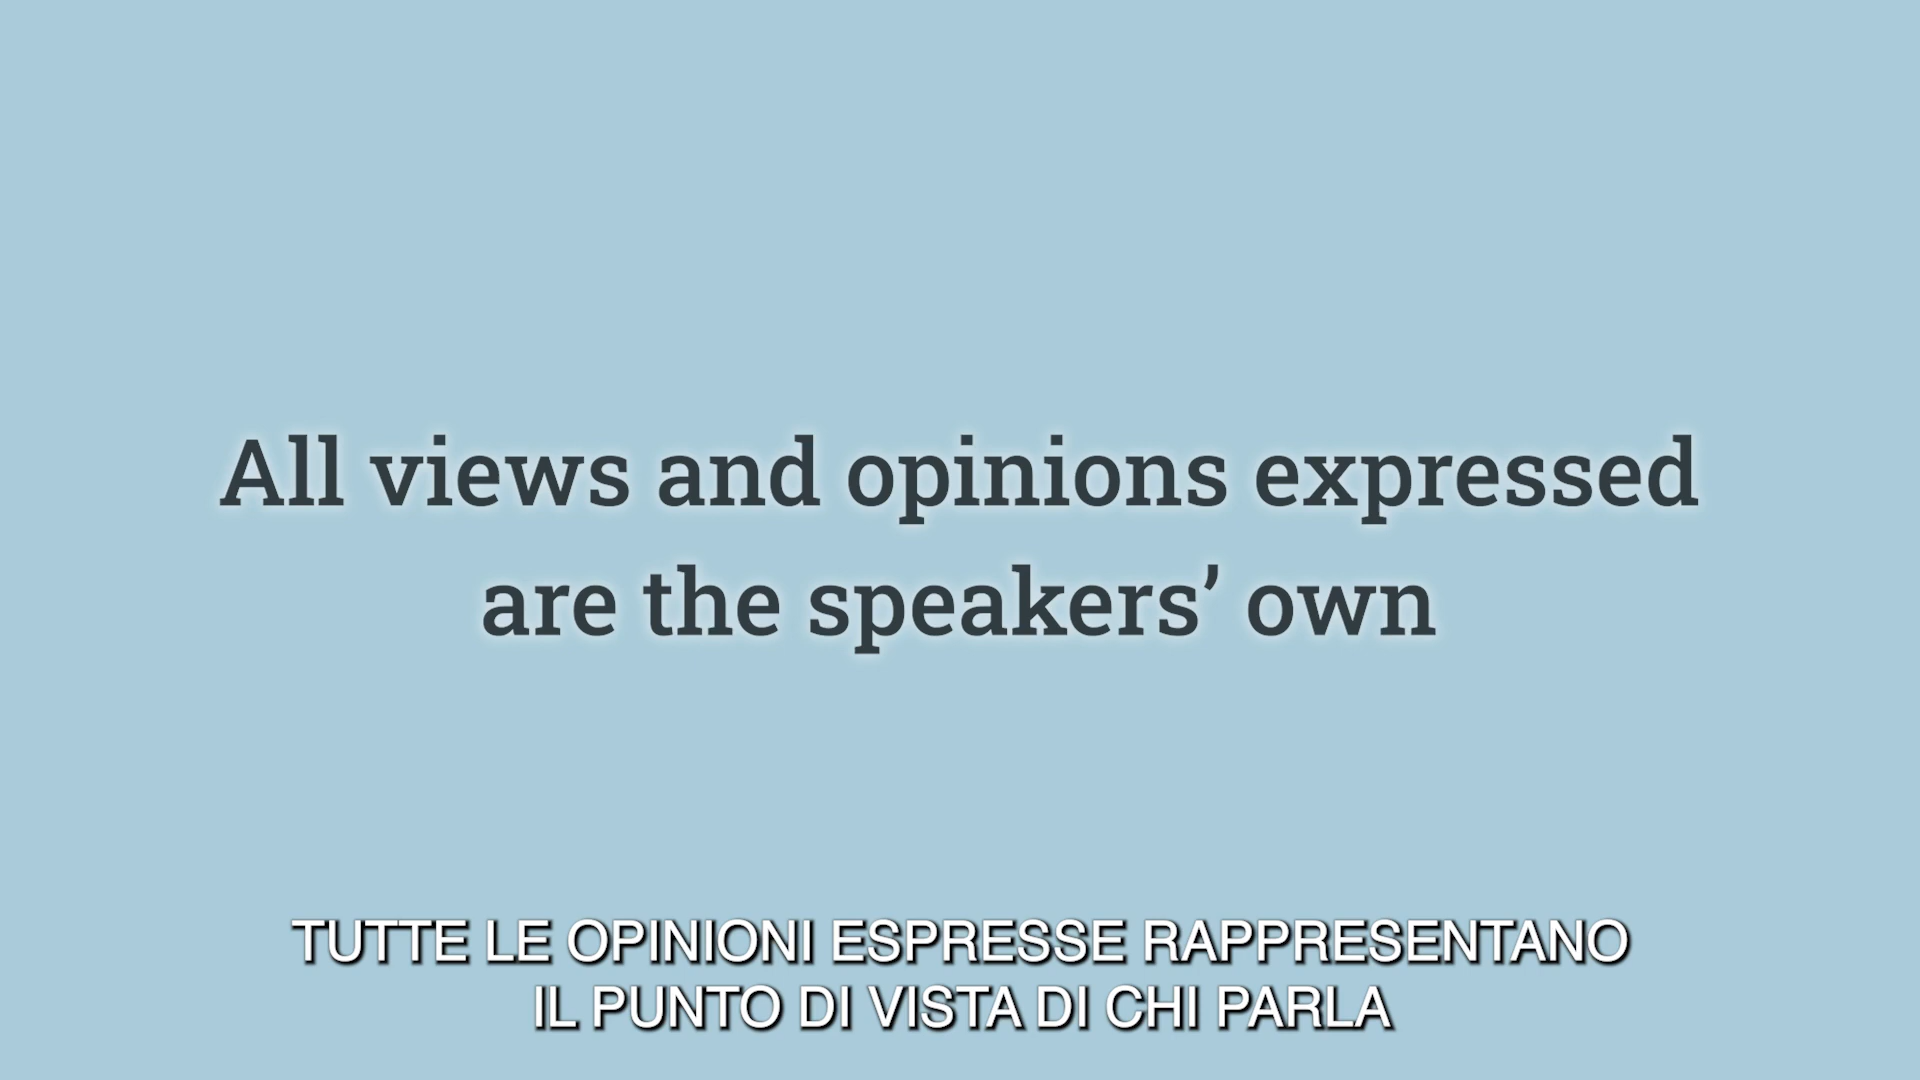 All views and opinions expressed
are the speakers’ own
TUTTE LE OPINIONI ESPRESSE RAPPRESENTANO
IL PUNTO DI VISTA DI CHI PARLA